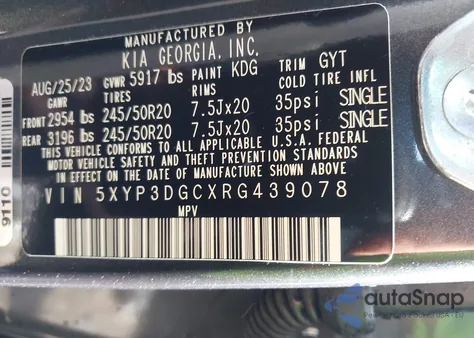 MANUFACTURED BY
KIA GEORGIA, INC.
AUG/25/23 GVWR 5917 lbs PAINT KDG TRIM GYT
GAWR TIRES RIMS COLD TIRE INFL
FRONT 2954 lbs 245/50R20 7.5Jx20 35psi SINGLE
REAR 3196 lbs 245/50R20 7.5Jx20 35psi SINGLE
THIS VEHICLE CONFORMS TO ALL APPLICABLE U.S.A. FEDERAL
MOTOR VEHICLE SAFETY, BUMPER, AND THEFT PREVENTION STANDARDS
IN EFFECT ON THE DATE OF MANUFACTURE SHOWN ABOVE.
VIN 5XYP3DGCXRG439078
MPV
9110
autoSnap